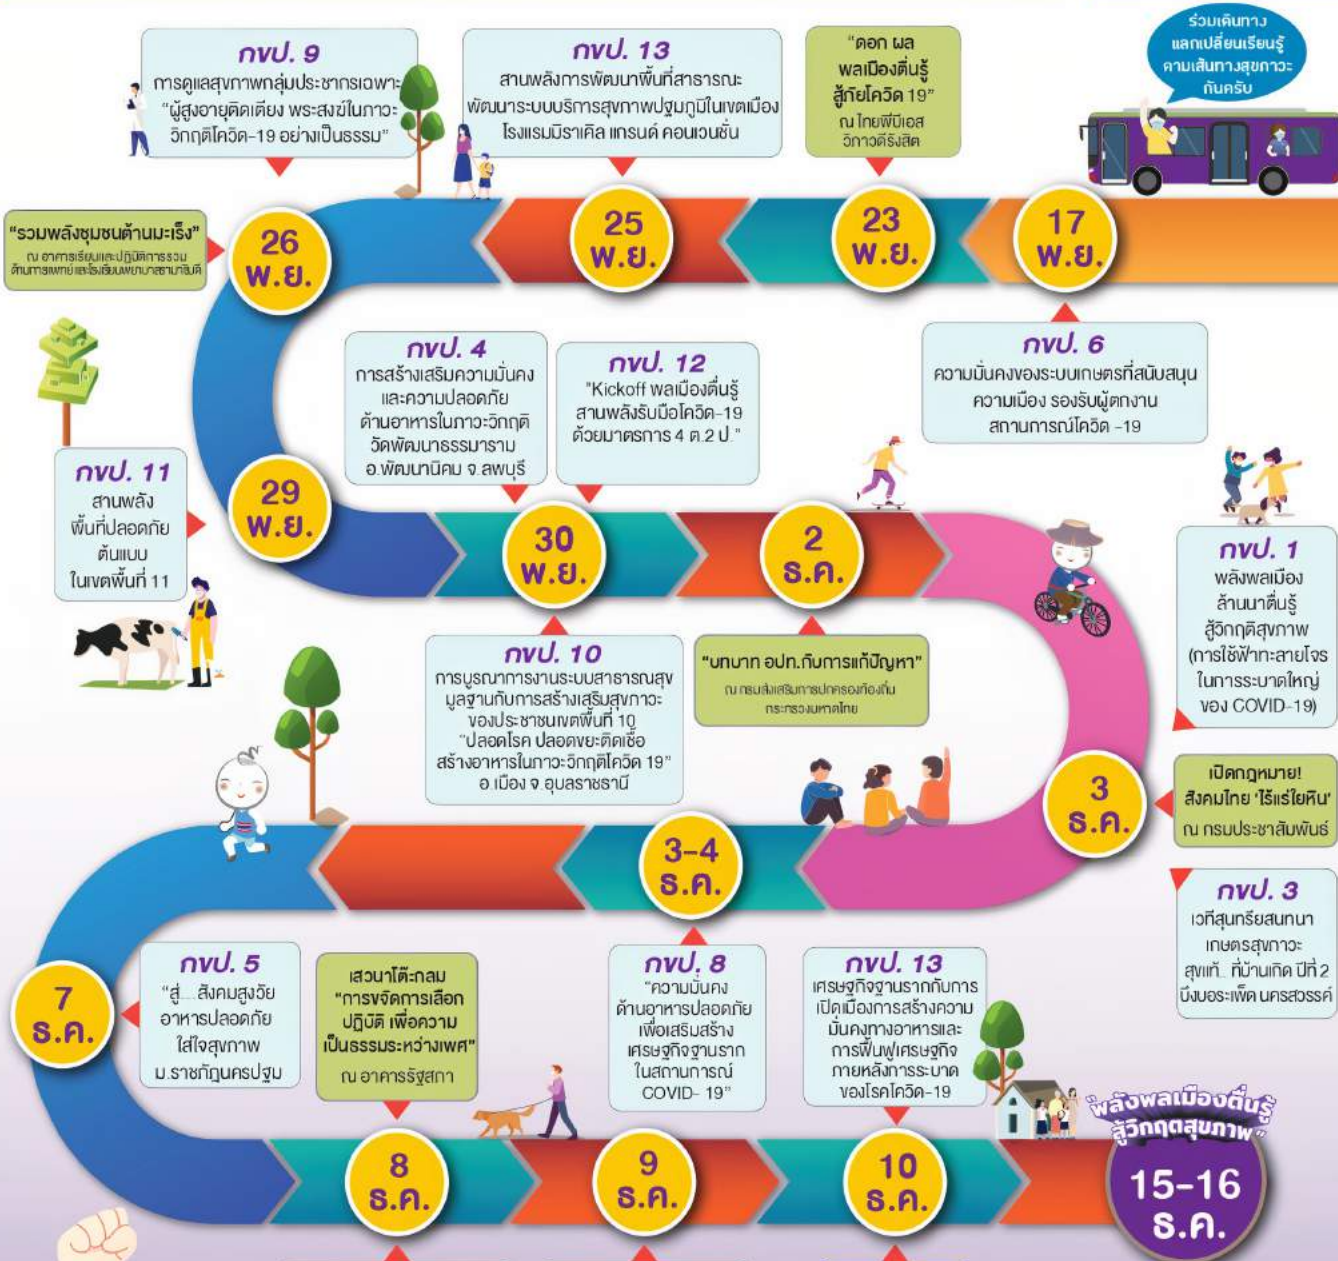 ร่วมเดินทาง
แลกเปลี่ยนเรียนรู้
ตามเส้นทางสุขภาวะ
กันครับ
กขป. 9
การดูแลสุขภาพกลุ่มประชากรเฉพาะ
“ผู้สูงอายุติดเตียง พระสงฆ์ในภาวะ
วิกฤติโควิด-19 อย่างเป็นธรรม”
กขป. 13
สานพลังการพัฒนาพื้นที่สาธารณะ
พัฒนาระบบบริการสุขภาพปฐมภูมิในเขตเมือง
โรงแรมมิราเคิล แกรนด์ คอนเวนชั่น
“ดอก ผล
พลเมืองตื่นรู้
สู้ภัยโควิด 19”
ณ ไทยพีบีเอส
วิภาวดีรังสิต
“รวมพลังชุมชนต้านมะเร็ง”
ณ อาคารเรียนและปฏิบัติการรวม
ด้านการแพทย์และโรงเรียนพยาบาลรามาธิบดี
26
พ.ย.
25
พ.ย.
23
พ.ย.
17
พ.ย.
กขป. 6
ความมั่นคงของระบบเกษตรที่สนับสนุน
ความเมือง รองรับผู้ตกงาน
สถานการณ์โควิด -19
กขป. 4
การสร้างเสริมความมั่นคง
และความปลอดภัย
ด้านอาหารในภาวะวิกฤติ
วัดพัฒนาธรรมาราม
อ.พัฒนานิคม จ.ลพบุรี
กขป. 12
"Kickoff พลเมืองตื่นรู้
สานพลังรับมือโควิด-19
ด้วยมาตรการ 4 ต.2 ป."
กขป. 11
สานพลัง
พื้นที่ปลอดภัย
ต้นแบบ
ในเขตพื้นที่ 11
29
พ.ย.
30
พ.ย.
2
ธ.ค.
กขป. 1
พลังพลเมือง
ล้านนาตื่นรู้
สู้วิกฤติสุขภาพ
(การใช้ฟ้าทะลายโจร
ในการระบาดใหญ่
ของ COVID-19)
กขป. 10
การบูรณาการงานระบบสาธารณสุข
มูลฐานกับการสร้างเสริมสุขภาวะ
ของประชาชนเขตพื้นที่ 10
“ปลอดโรค ปลอดขยะติดเชื้อ
สร้างอาหารในภาวะวิกฤติโควิด 19”
อ.เมือง จ.อุบลราชธานี
“บทบาท อปท.กับการแก้ปัญหา”
ณ กรมส่งเสริมการปกครองท้องถิ่น
กระทรวงมหาดไทย
3
ธ.ค.
เปิดกฎหมาย!
สังคมไทย ‘ไร้แร่ใยหิน’
ณ กรมประชาสัมพันธ์
3-4
ธ.ค.
กขป. 3
เวทีสุนทรียสนทนา
เกษตรสุขภาวะ
สุขแท้.. ที่บ้านเกิด ปีที่ 2
บึงบอระเพ็ด นครสวรรค์
7
ธ.ค.
กขป. 5
“สู่....สังคมสูงวัย
อาหารปลอดภัย
ใส่ใจสุขภาพ
ม.ราชภัฏนครปฐม
เสวนาโต๊ะกลม
“การขจัดการเลือก
ปฏิบัติ เพื่อความ
เป็นธรรมระหว่างเพศ”
ณ อาคารรัฐสภา
กขป. 8
“ความมั่นคง
ด้านอาหารปลอดภัย
เพื่อเสริมสร้าง
เศรษฐกิจฐานราก
ในสถานการณ์
COVID- 19”
กขป. 13
เศรษฐกิจฐานรากกับการ
เปิดเมืองการสร้างความ
มั่นคงทางอาหารและ
การฟื้นฟูเศรษฐกิจ
ภายหลังการระบาด
ของโรคโควิด-19
8
ธ.ค.
9
ธ.ค.
10
ธ.ค.
“พลังพลเมืองตื่นรู้
สู้วิกฤตสุขภาพ”
15-16
ธ.ค.